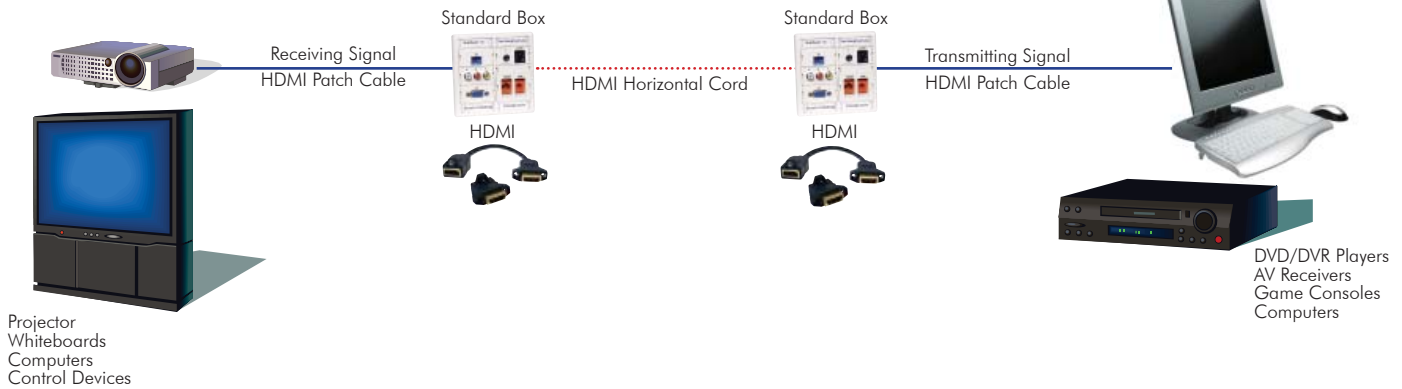 Standard Box
Standard Box
Receiving Signal
HDMI Patch Cable
HDMI Horizontal Cord
Transmitting Signal
HDMI Patch Cable
HDMI
HDMI
DVD/DVR Players
AV Receivers
Game Consoles
Computers
Projector
Whiteboards
Computers
Control Devices